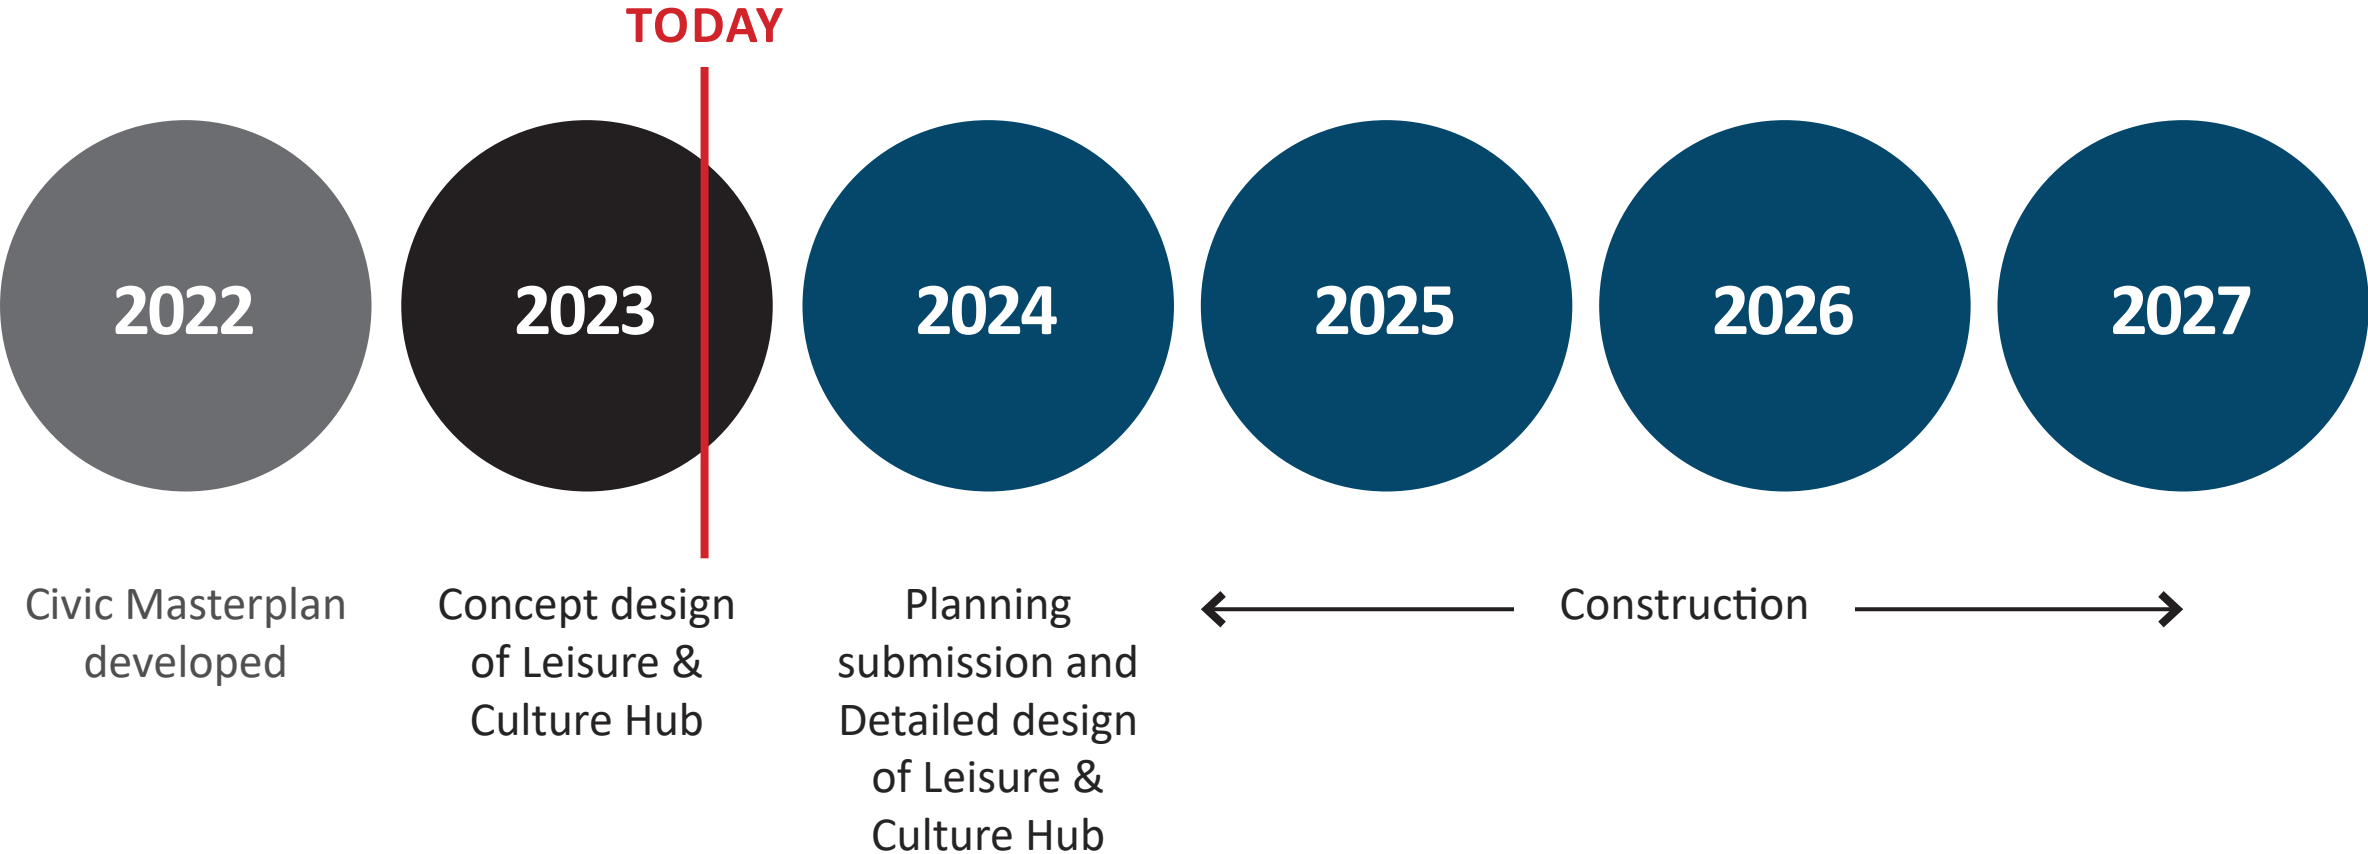 TODAY
2022
2023
2024
2025
2026
2027
Civic Masterplan
developed
Concept design
of Leisure &
Culture Hub
Planning
submission and
Detailed design
of Leisure &
Culture Hub
Construction